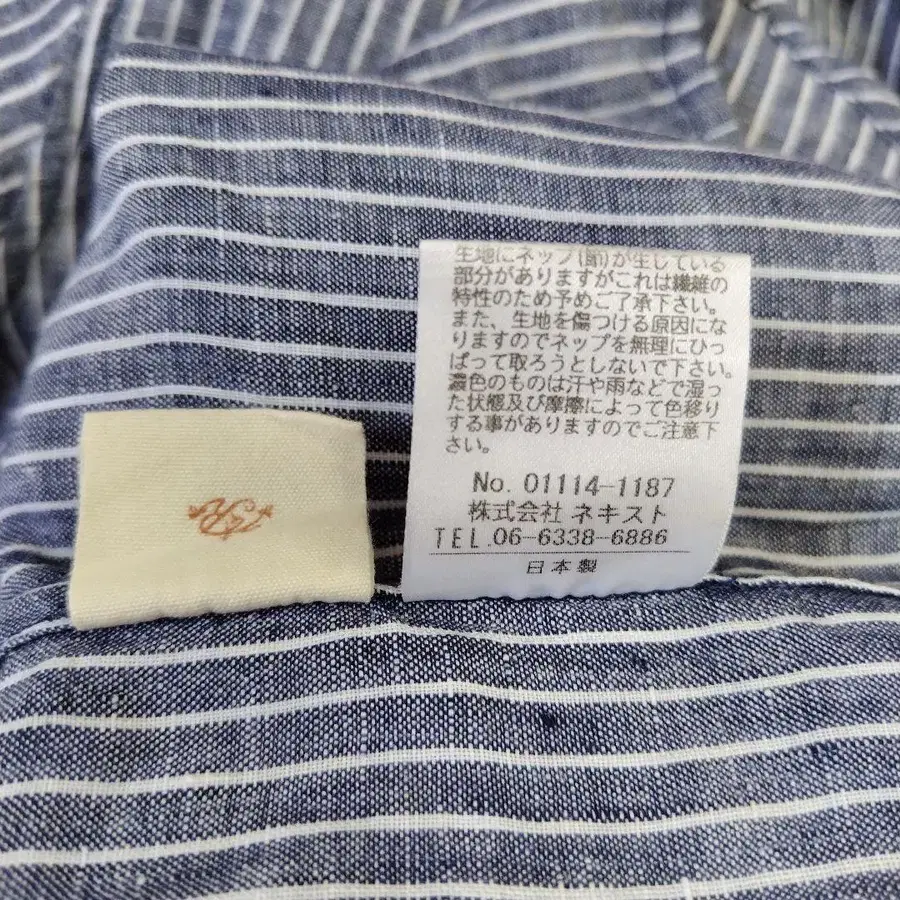 生地にネップ(節)が生じている
部分がありますがこれは繊維の
特性のため予めご了承下さい。
また、生地を傷つける原因にな
りますのでネップを無理にひっ
ぱって取ろうとしないで下さい。
濃色のものは汗や雨などで湿っ
た状態及び摩擦によって色移り
する事がありますのでご注意下
さい。
No. 01114-1187
株式会社 ネキスト
TEL.06-6338-6886
日本製